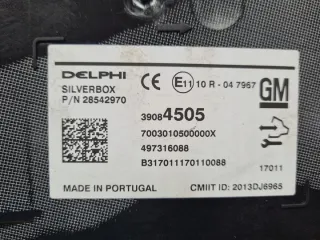 DELPHI
SILVERBOX
P/N 28542970
CE E11 10 R - 04 7967
GM
39084505
7003010500000X
497316088
B317011170110088
17011
MADE IN PORTUGAL
CMIIT ID: 2013DJ6965